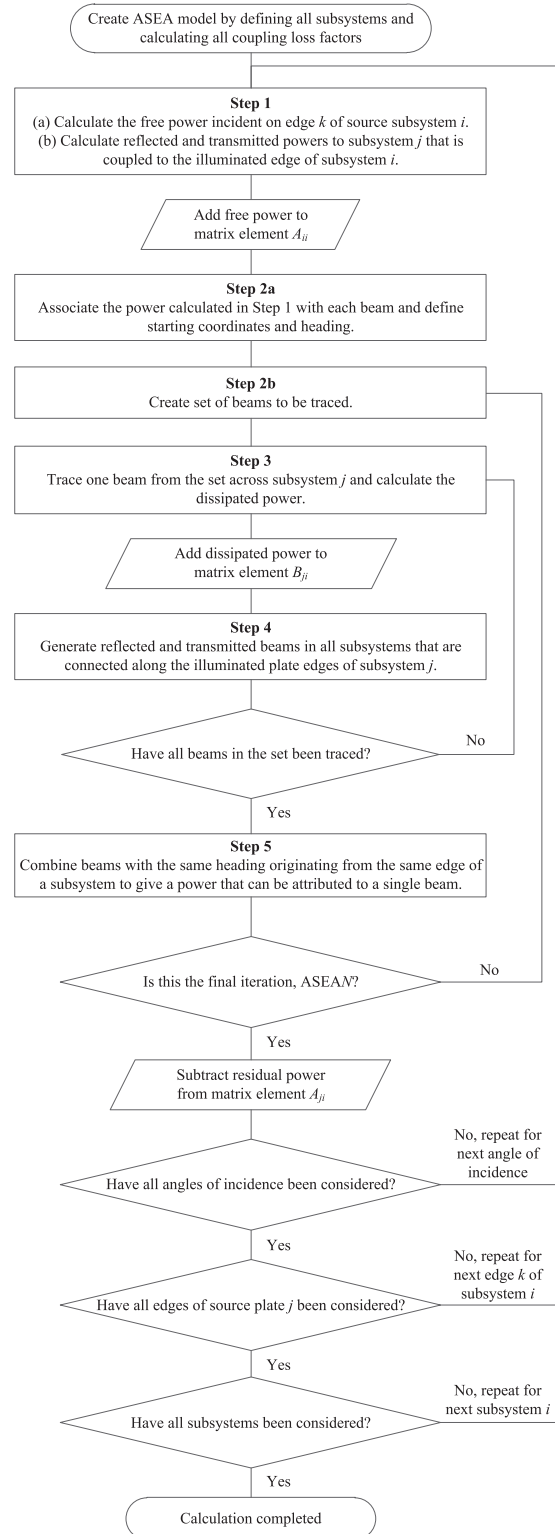 Create ASEA model by defining all subsystems and
calculating all coupling loss factors
Step 1
(a) Calculate the free power incident on edge k of source subsystem i.
(b) Calculate reflected and transmitted powers to subsystem j that is
coupled to the illuminated edge of subsystem i.
Add free power to
matrix element A_ii
Step 2a
Associate the power calculated in Step 1 with each beam and define
starting coordinates and heading.
Step 2b
Create set of beams to be traced.
Step 3
Trace one beam from the set across subsystem j and calculate the
dissipated power.
Add dissipated power to
matrix element B_ji
Step 4
Generate reflected and transmitted beams in all subsystems that are
connected along the illuminated plate edges of subsystem j.
Have all beams in the set been traced?
No
Yes
Step 5
Combine beams with the same heading originating from the same edge of
a subsystem to give a power that can be attributed to a single beam.
Is this the final iteration, ASEAN?
No
Yes
Subtract residual power
from matrix element A_ji
Have all angles of incidence been considered?
No, repeat for
next angle of
incidence
Yes
Have all edges of source plate j been considered?
No, repeat for
next edge k of
subsystem i
Yes
Have all subsystems been considered?
No, repeat for
next subsystem i
Yes
Calculation completed